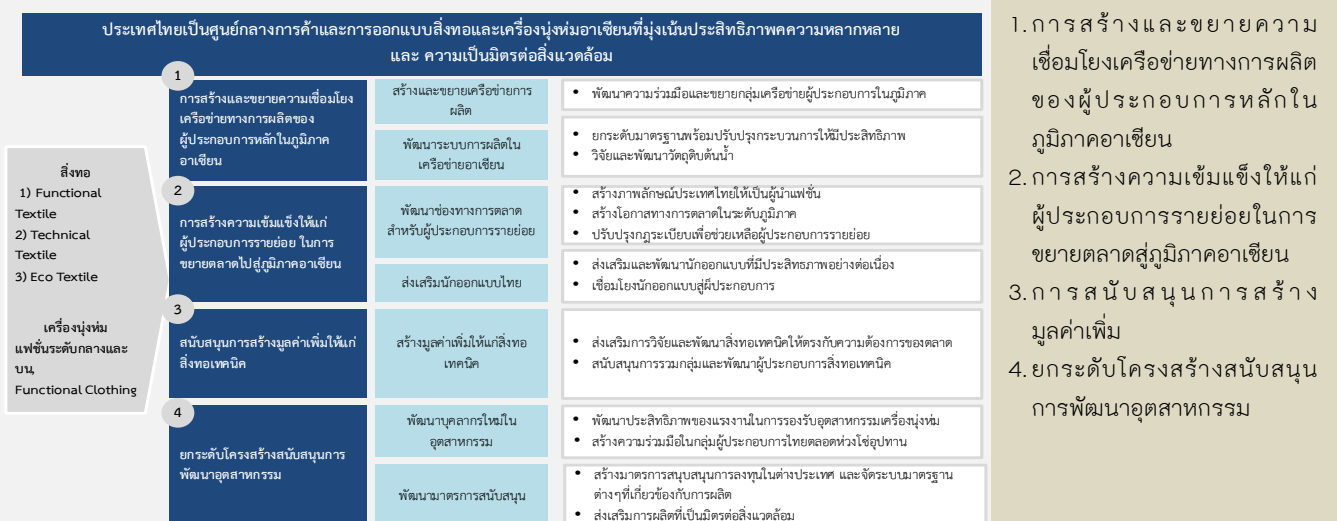 ประเทศไทยเป็นศูนย์กลางการค้าและการออกแบบสิ่งทอและเครื่องนุ่งห่มอาเซียนที่มุ่งเน้นประสิทธิภาพคความหลากหลาย
และ ความเป็นมิตรต่อสิ่งแวดล้อม
สิ่งทอ
1) Functional
Textile
2) Technical
Textile
3) Eco Textile
เครื่องนุ่งห่ม
แฟชั่นระดับกลางและ
บน,
Functional Clothing
1
การสร้างและขยายความเชื่อมโยง
เครือข่ายทางการผลิตของ
ผู้ประกอบการหลักในภูมิภาค
อาเซียน
สร้างและขยายเครือข่ายการ
ผลิต
• พัฒนาความร่วมมือและขยายกลุ่มเครือข่ายผู้ประกอบการในภูมิภาค
พัฒนาระบบการผลิตใน
เครือข่ายอาเซียน
• ยกระดับมาตรฐานพร้อมปรับปรุงกระบวนการให้มีประสิทธิภาพ
• วิจัยและพัฒนาวัตถุดิบต้นน้ำ
2
การสร้างความเข้มแข็งให้แก่
ผู้ประกอบการรายย่อย ในการ
ขยายตลาดไปสู่ภูมิภาคอาเซียน
พัฒนาช่องทางการตลาด
สำหรับผู้ประกอบการรายย่อย
• สร้างภาพลักษณ์ประเทศไทยให้เป็นผู้นำแฟชั่น
• สร้างโอกาสทางการตลาดในระดับภูมิภาค
• ปรับปรุงกฎระเบียบเพื่อช่วยเหลือผู้ประกอบการรายย่อย
ส่งเสริมนักออกแบบไทย
• ส่งเสริมและพัฒนานักออกแบบที่มีประสิทธภาพอย่างต่อเนื่อง
• เชื่อมโยงนักออกแบบสู่ผ็ประกอบการ
3
สนับสนุนการสร้างมูลค่าเพิ่มให้แก่
สิ่งทอเทคนิค
สร้างมูลค่าเพิ่มให้แก่สิ่งทอ
เทคนิค
• ส่งเสริมการวิจัยและพัฒนาสิ่งทอเทคนิคให้ตรงกับความต้องการของตลาด
• สนับสนุนการรวมกลุ่มและพัฒนาผู้ประกอบการสิ่งทอเทคนิค
4
ยกระดับโครงสร้างสนับสนุนการ
พัฒนาอุตสาหกรรม
พัฒนาบุคลากรใหม่ใน
อุตสาหกรรม
• พัฒนาประสิทธิภาพของแรงงานในการรองรับอุตสาหกรรมเครื่องนุ่งห่ม
• สร้างความร่วมมือในกลุ่มผู้ประกอบการไทยตลอดห่วงโซ่อุปทาน
พัฒนามาตรการสนับสนุน
• สร้างมาตรการสนุบสนุนการลงทุนในต่างประเทศ และจัดระบบมาตรฐาน
ต่างๆที่เกี่ยวข้องกับการผลิต
• ส่งเสริมการผลิตที่เป็นมิตรต่อสิ่งแวดล้อม
1. การสร้างและขยายความ
เชื่อมโยงเครือข่ายทางการผลิต
ของผู้ประกอบการหลักใน
ภูมิภาคอาเซียน
2. การสร้างความเข้มแข็งให้แก่
ผู้ประกอบการรายย่อยในการ
ขยายตลาดสู่ภูมิภาคอาเซียน
3. การสนับสนุนการสร้าง
มูลค่าเพิ่ม
4. ยกระดับโครงสร้างสนับสนุน
การพัฒนาอุตสาหกรรม